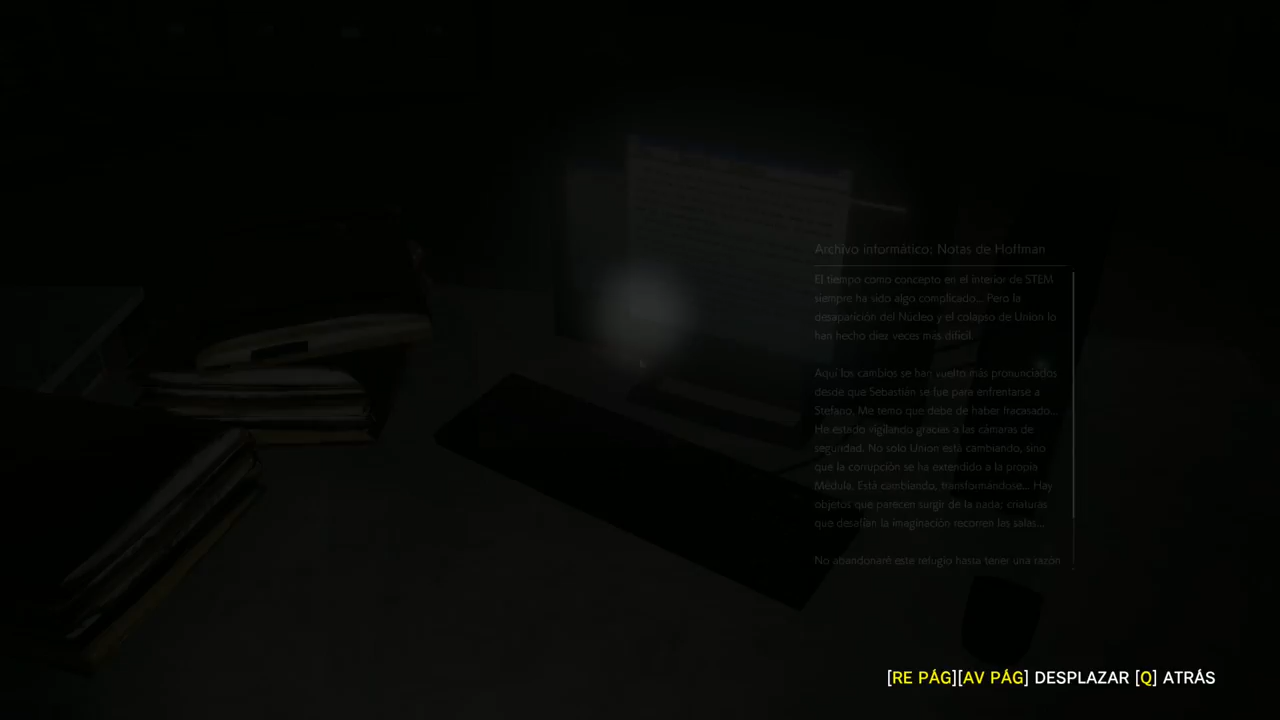 Archivo informático: Notas de Hoffman
El tiempo como concepto en el interior de STEM
siempre ha sido algo complicado... Pero la
desaparición del Núcleo y el colapso de Union lo
han hecho diez veces más difícil.
Aquí los cambios se han vuelto más pronunciados
desde que Sebastián se fue para enfrentarse a
Stefano. Me temo que debe de haber fracasado...
He estado vigilando gracias a las cámaras de
seguridad. No solo Union está cambiando, sino
que la corrupción se ha extendido a la propia
Médula. Está cambiando, transformándose... Hay
objetos que parecen surgir de la nada; criaturas
que desafían la imaginación recorren las salas...
No abandonaré este refugio hasta tener una razón
[RE PÁG][AV PÁG] DESPLAZAR [Q] ATRÁS